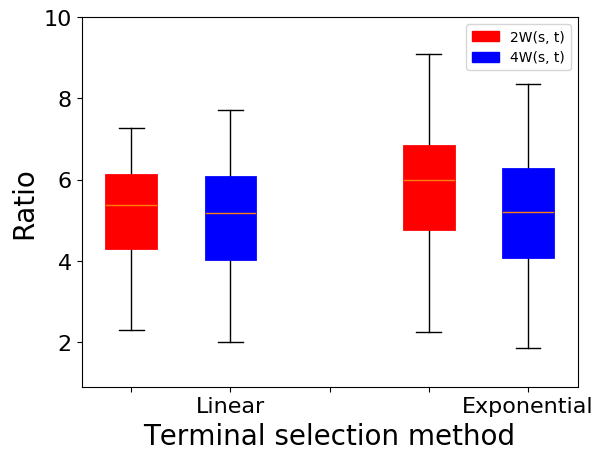 10
8
6
4
2
Ratio
2W(s, t)
4W(s, t)
Linear
Exponential
Terminal selection method